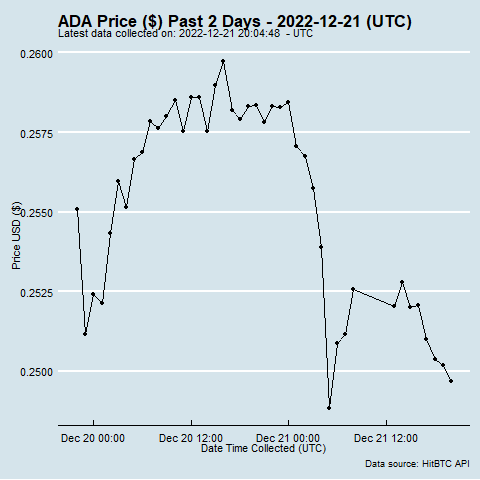 ADA Price ($) Past 2 Days - 2022-12-21 (UTC)
Latest data collected on: 2022-12-21 20:04:48 - UTC
0.2600
0.2575
0.2550
0.2525
0.2500
Price USD ($)
Dec 20 00:00
Dec 20 12:00
Dec 21 00:00
Dec 21 12:00
Date Time Collected (UTC)
Data source: HitBTC API